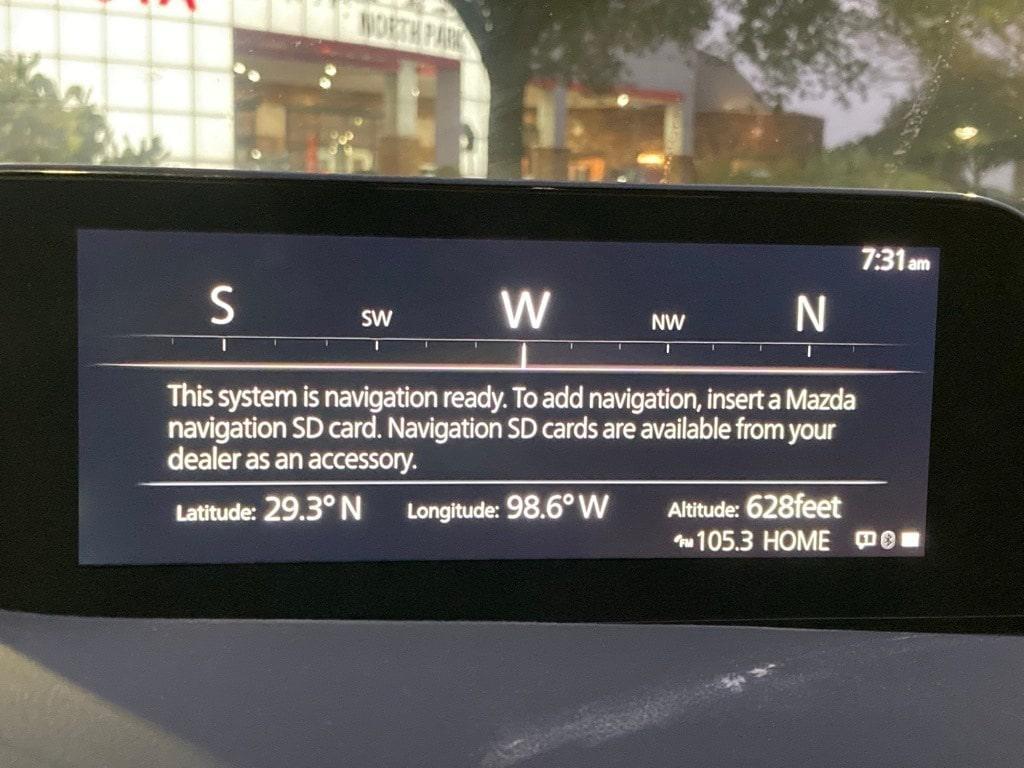 NORTH PARK
7:31am
S SW W NW N
This system is navigation ready. To add navigation, insert a Mazda
navigation SD card. Navigation SD cards are available from your
dealer as an accessory.
Latitude: 29.3° N Longitude: 98.6° W Altitude: 628feet
FM 105.3 HOME